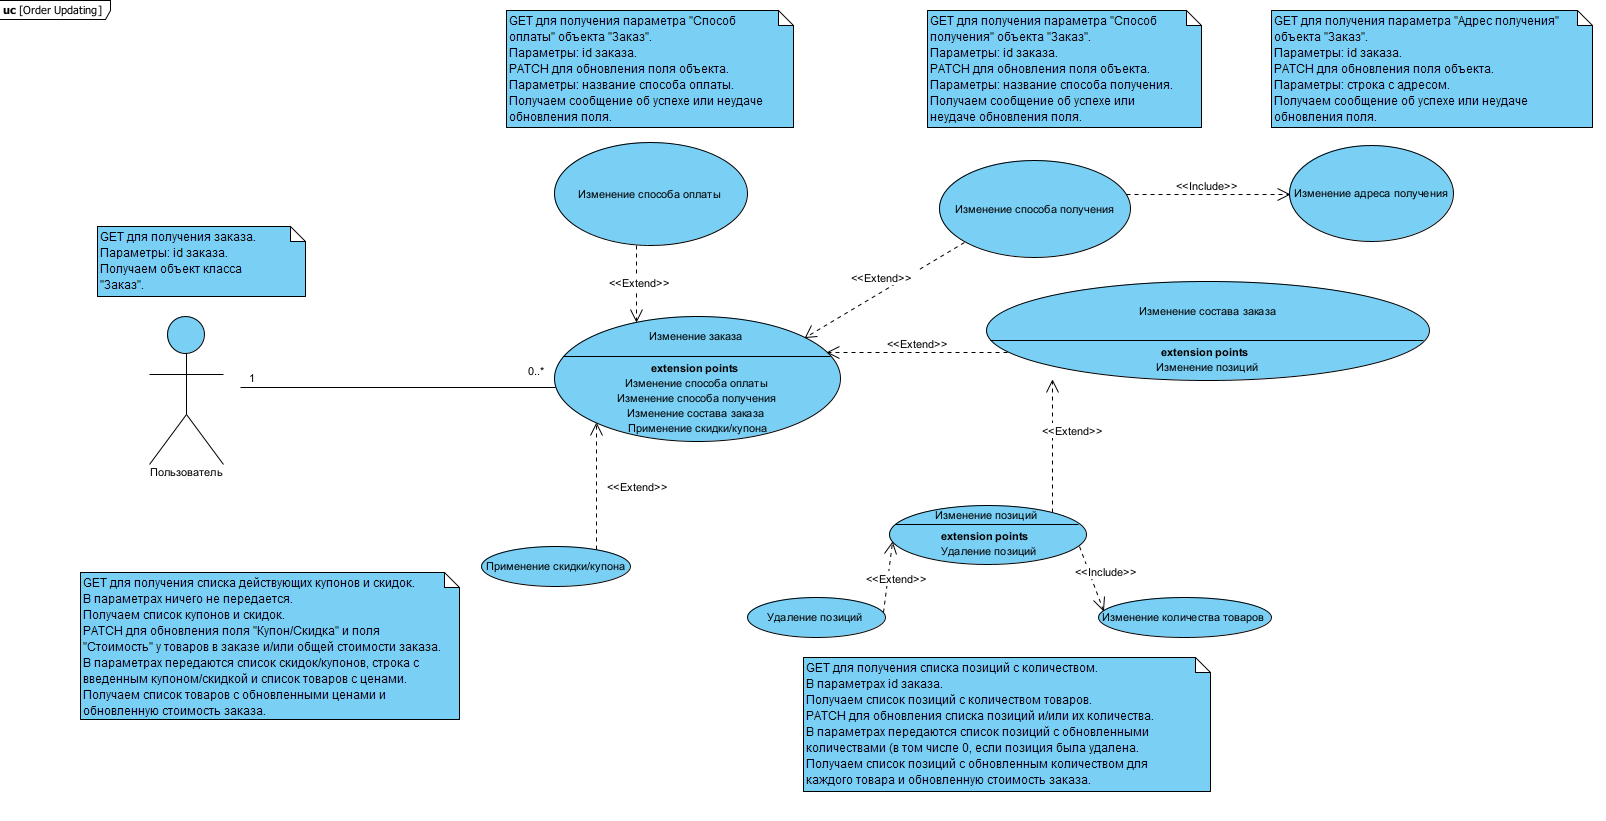 uc [Order Updating]
GET для получения параметра "Способ
оплаты" объекта "Заказ".
Параметры: id заказа.
PATCH для обновления поля объекта.
Параметры: название способа оплаты.
Получаем сообщение об успехе или неудаче
обновления поля.
GET для получения параметра "Способ
получения" объекта "Заказ".
Параметры: id заказа.
PATCH для обновления поля объекта.
Параметры: название способа получения.
Получаем сообщение об успехе или
неудаче обновления поля.
GET для получения параметра "Адрес получения"
объекта "Заказ".
Параметры: id заказа.
PATCH для обновления поля объекта.
Параметры: строка с адресом.
Получаем сообщение об успехе или неудаче
обновления поля.
Изменение способа оплаты
Изменение способа получения
<<Include>>
Изменение адреса получения
GET для получения заказа.
Параметры: id заказа.
Получаем объект класса
"Заказ".
<<Extend>>
<<Extend>>
Изменение заказа
extension points
Изменение способа оплаты
Изменение способа получения
Изменение состава заказа
Применение скидки/купона
<<Extend>>
Изменение состава заказа
extension points
Изменение позиций
1
0..*
Пользователь
<<Extend>>
<<Extend>>
Изменение позиций
extension points
Удаление позиций
Применение скидки/купона
<<Extend>>
<<Include>>
Удаление позиций
Изменение количества товаров
GET для получения списка действующих купонов и скидок.
В параметрах ничего не передается.
Получаем список купонов и скидок.
PATCH для обновления поля "Купон/Скидка" и поля
"Стоимость" у товаров в заказе и/или общей стоимости заказа.
В параметрах передаются список скидок/купонов, строка с
введенным купоном/скидкой и список товаров с ценами.
Получаем список товаров с обновленными ценами и
обновленную стоимость заказа.
GET для получения списка позиций с количеством.
В параметрах id заказа.
Получаем список позиций с количеством товаров.
PATCH для обновления списка позиций и/или их количества.
В параметрах передаются список позиций с обновленными
количествами (в том числе 0, если позиция была удалена.
Получаем список позиций с обновленным количеством для
каждого товара и обновленную стоимость заказа.